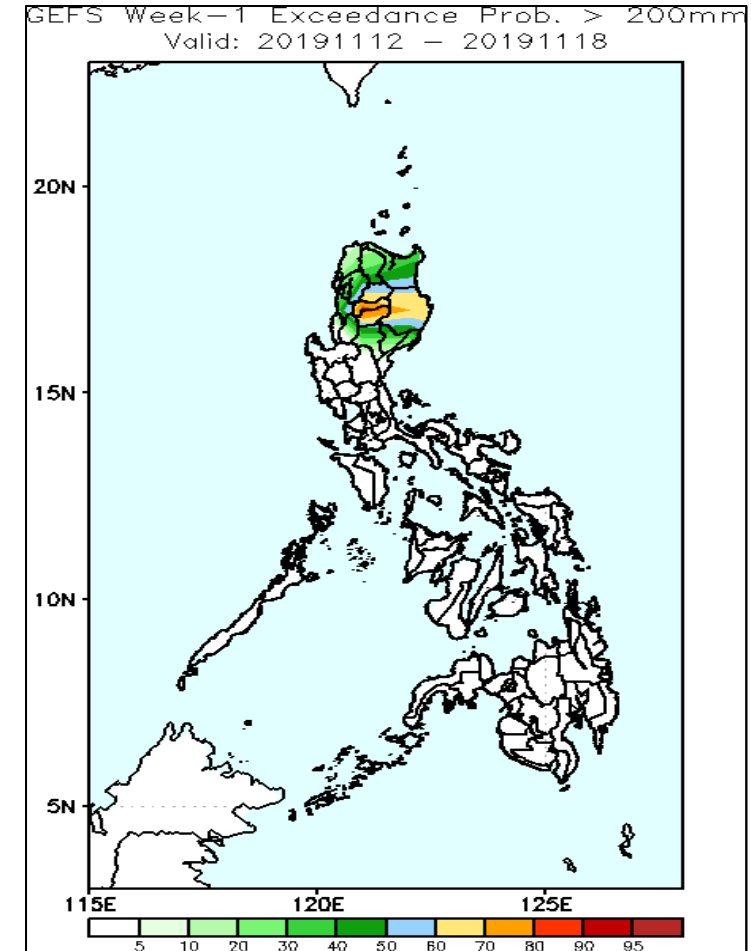 GEFS Week-1 Exceedance Prob. > 200mm
Valid: 20191112 - 20191118
20N
15N
10N
5N
115E 120E 125E
5 10 20 30 40 50 60 70 80 90 95